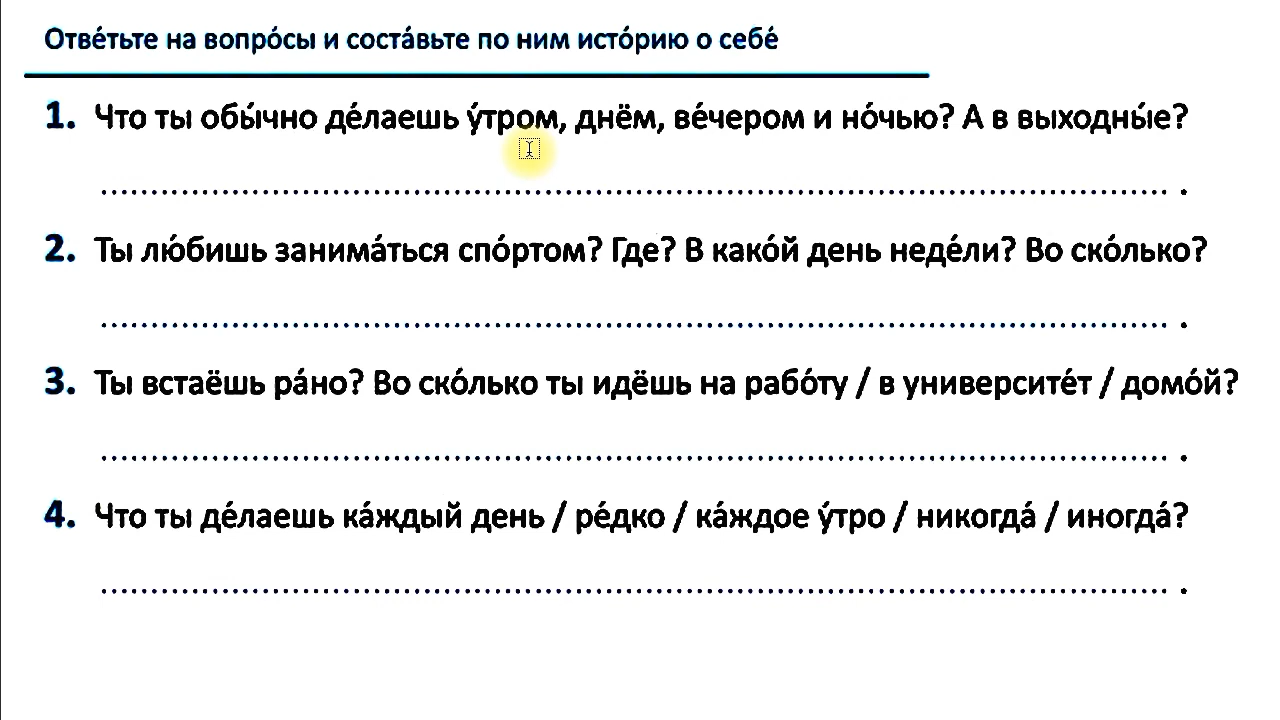 Отве́тьте на вопро́сы и соста́вьте по ним исто́рию о себе́
1. Что ты обы́чно де́лаешь у́тром, днём, ве́чером и но́чью? А в выходны́е?
.......................................................................................... .
2. Ты лю́бишь занима́ться спо́ртом? Где? В како́й день неде́ли? Во ско́лько?
.......................................................................................... .
3. Ты встаёшь ра́но? Во ско́лько ты идёшь на рабо́ту / в университе́т / домо́й?
.......................................................................................... .
4. Что ты де́лаешь ка́ждый день / ре́дко / ка́ждое у́тро / никогда́ / иногда́?
.......................................................................................... .